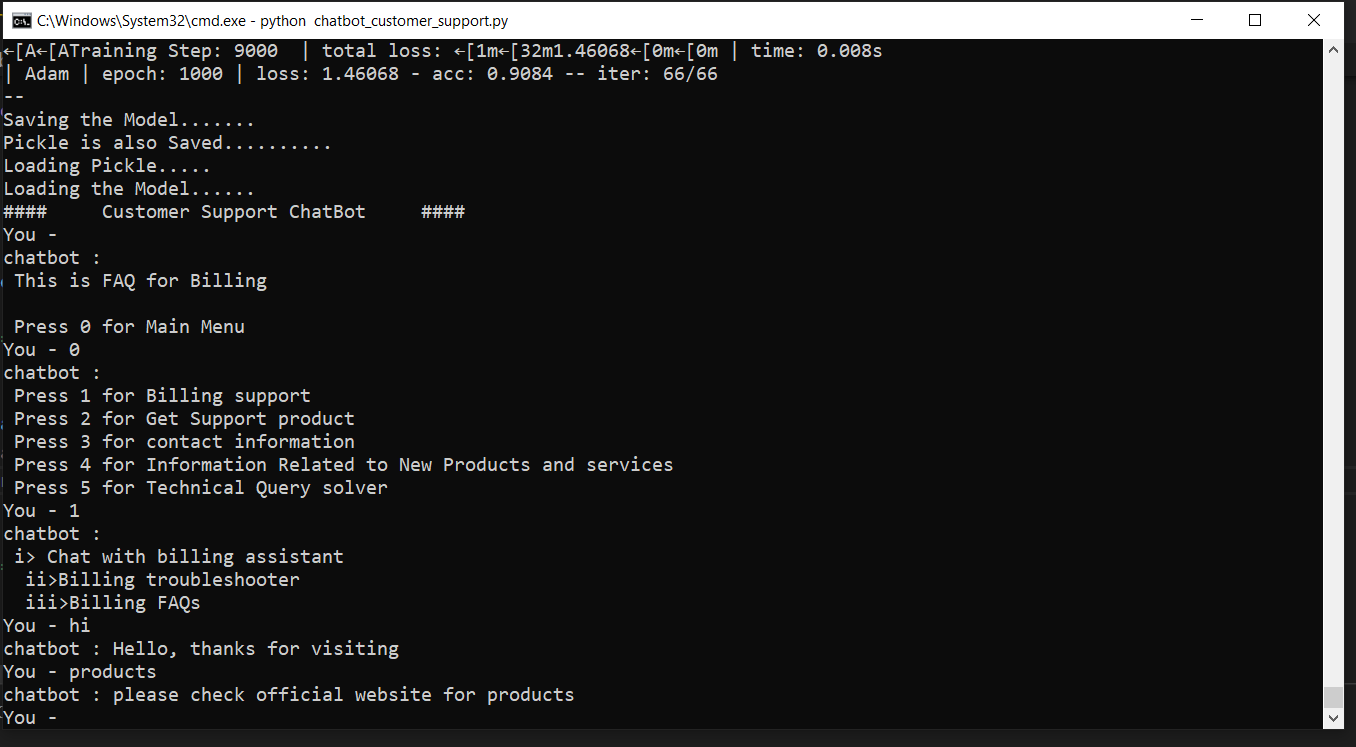 C:\Windows\System32\cmd.exe - python  chatbot_customer_support.py
←[A←[ATraining Step: 9000  | total loss: ←[1m←[32m1.46068←[0m←[0m | time: 0.008s
| Adam | epoch: 1000 | loss: 1.46068 - acc: 0.9084 -- iter: 66/66
--
Saving the Model.......
Pickle is also Saved..........
Loading Pickle.....
Loading the Model......
####     Customer Support ChatBot     ####
You -
chatbot :
 This is FAQ for Billing

 Press 0 for Main Menu
You - 0
chatbot :
 Press 1 for Billing support
 Press 2 for Get Support product
 Press 3 for contact information
 Press 4 for Information Related to New Products and services
 Press 5 for Technical Query solver
You - 1
chatbot :
 i> Chat with billing assistant
  ii>Billing troubleshooter
  iii>Billing FAQs
You - hi
chatbot : Hello, thanks for visiting
You - products
chatbot : please check official website for products
You -